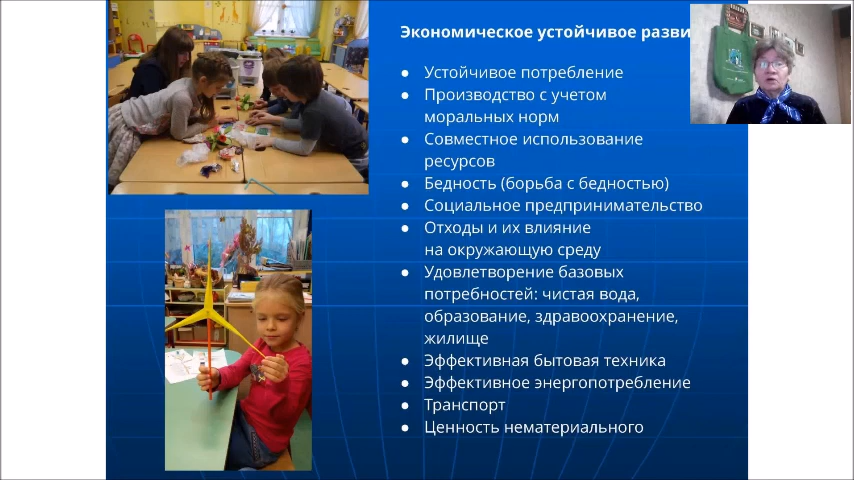 Экономическое устойчивое разви
● Устойчивое потребление
● Производство с учетом
моральных норм
● Совместное использование
ресурсов
● Бедность (борьба с бедностью)
● Социальное предпринимательство
● Отходы и их влияние
на окружающую среду
● Удовлетворение базовых
потребностей: чистая вода,
образование, здравоохранение,
жилище
● Эффективная бытовая техника
● Эффективное энергопотребление
● Транспорт
● Ценность нематериального